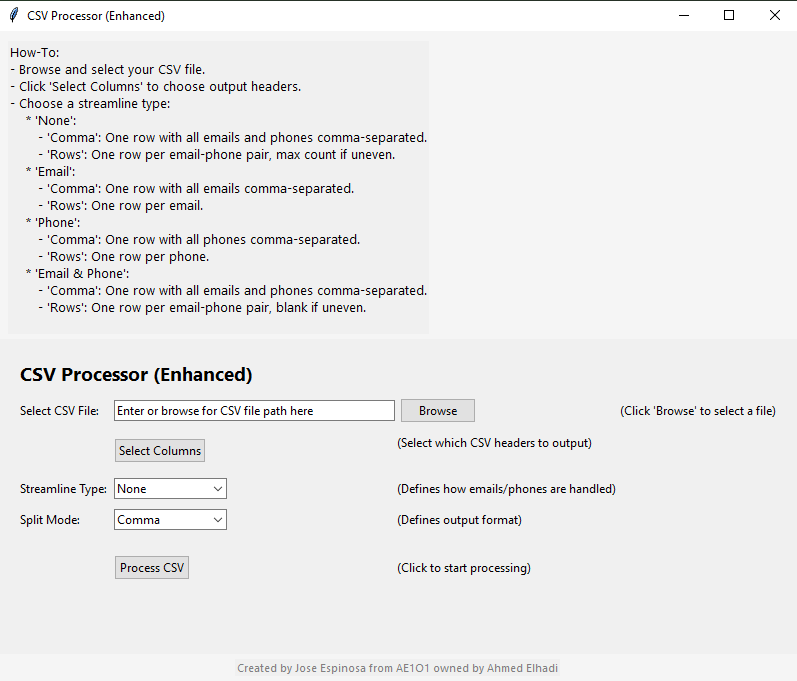 CSV Processor (Enhanced)
How-To:
- Browse and select your CSV file.
- Click 'Select Columns' to choose output headers.
- Choose a streamline type:
* 'None':
- 'Comma': One row with all emails and phones comma-separated.
- 'Rows': One row per email-phone pair, max count if uneven.
* 'Email':
- 'Comma': One row with all emails comma-separated.
- 'Rows': One row per email.
* 'Phone':
- 'Comma': One row with all phones comma-separated.
- 'Rows': One row per phone.
* 'Email & Phone':
- 'Comma': One row with all emails and phones comma-separated.
- 'Rows': One row per email-phone pair, blank if uneven.
CSV Processor (Enhanced)
Select CSV File: Enter or browse for CSV file path here Browse (Click 'Browse' to select a file)
Select Columns (Select which CSV headers to output)
Streamline Type: None (Defines how emails/phones are handled)
Split Mode: Comma (Defines output format)
Process CSV (Click to start processing)
Created by Jose Espinosa from AE1O1 owned by Ahmed Elhadi